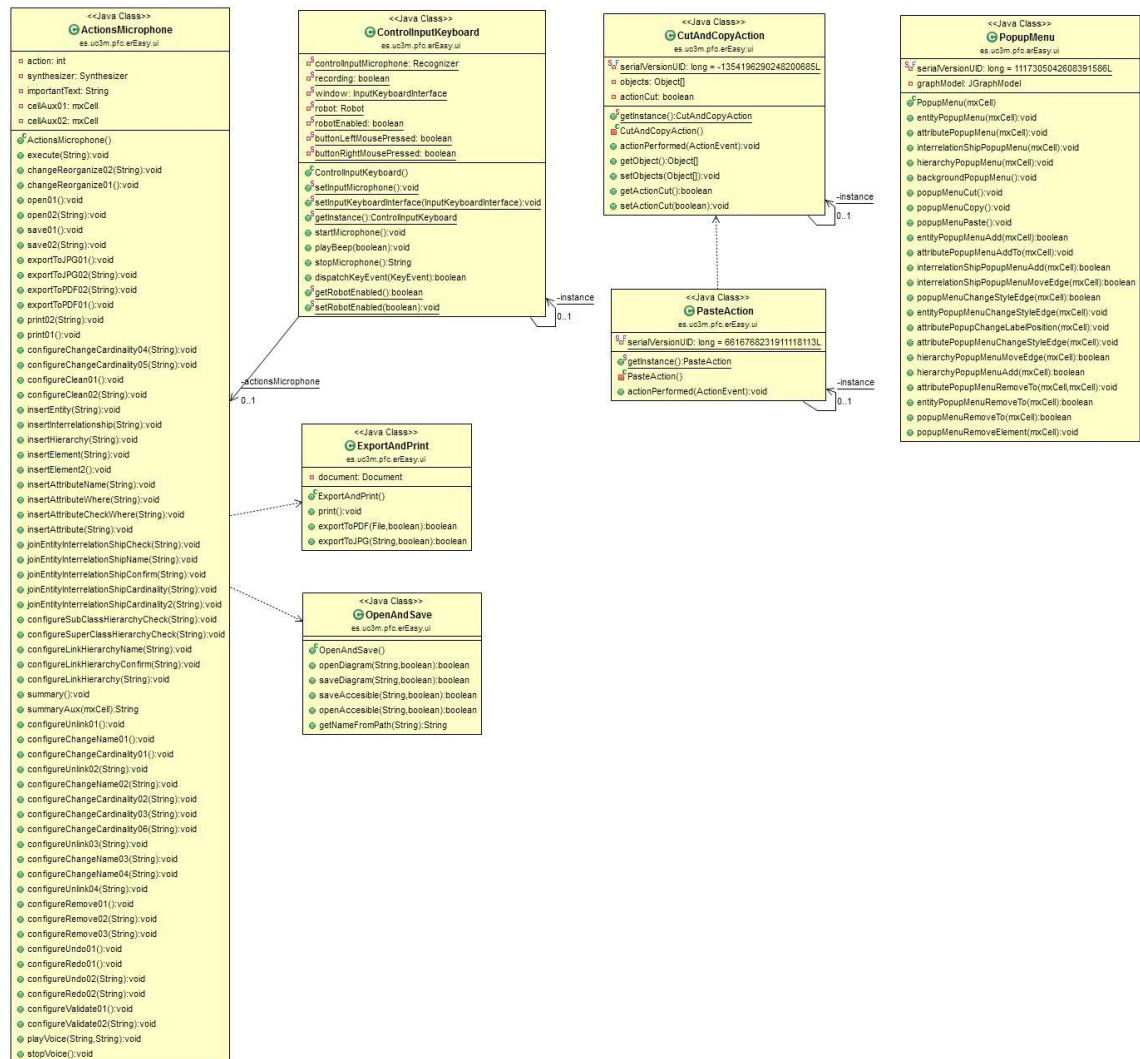 <<Java Class>>
ActionsMicrophone
es.uc3m.pfc.erEasy.ui
action: int
synthesizer: Synthesizer
importantText: String
cellAux01: mxCell
cellAux02: mxCell
ActionsMicrophone()
execute(String):void
changeReorganize02(String):void
changeReorganize01():void
open01():void
open02(String):void
save01():void
save02(String):void
exportToJPG01():void
exportToJPG02(String):void
exportToPDF02(String):void
exportToPDF01():void
print02(String):void
print01():void
configureChangeCardinality04(String):void
configureChangeCardinality05(String):void
configureClean01():void
configureClean02(String):void
insertEntity(String):void
insertInterrelationship(String):void
insertHierarchy(String):void
insertElement(String):void
insertElement2():void
insertAttributeName(String):void
insertAttributeWhere(String):void
insertAttributeCheckWhere(String):void
insertAttribute(String):void
joinEntityInterrelationShipCheck(String):void
joinEntityInterrelationShipName(String):void
joinEntityInterrelationShipConfirm(String):void
joinEntityInterrelationShipCardinality(String):void
joinEntityInterrelationShipCardinality2(String):void
configureSubClassHierarchyCheck(String):void
configureSuperClassHierarchyCheck(String):void
configureLinkHierarchyName(String):void
configureLinkHierarchyConfirm(String):void
configureLinkHierarchy(String):void
summary():void
summaryAux(mxCell):String
configureUnlink01():void
configureChangeName01():void
configureChangeCardinality01():void
configureUnlink02(String):void
configureChangeName02(String):void
configureChangeCardinality02(String):void
configureChangeCardinality03(String):void
configureChangeCardinality06(String):void
configureUnlink03(String):void
configureChangeName03(String):void
configureChangeName04(String):void
configureUnlink04(String):void
configureRemove01():void
configureRemove02(String):void
configureRemove03(String):void
configureUndo01():void
configureRedo01():void
configureUndo02(String):void
configureRedo02(String):void
configureValidate01():void
configureValidate02(String):void
playVoice(String,String):void
stopVoice():void
<<Java Class>>
ControlInputKeyboard
es.uc3m.pfc.erEasy.ui
controlInputMicrophone: Recognizer
recording: boolean
window: InputKeyboardInterface
robot: Robot
robotEnabled: boolean
buttonLeftMousePressed: boolean
buttonRightMousePressed: boolean
ControlInputKeyboard()
setInputMicrophone():void
setInputKeyboardInterface(InputKeyboardInterface):void
getInstance():ControlInputKeyboard
startMicrophone():void
playBeep(boolean):void
stopMicrophone():String
dispatchKeyEvent(KeyEvent):boolean
getRobotEnabled():boolean
setRobotEnabled(boolean):void
-instance
0..1
-actionsMicrophone
0..1
<<Java Class>>
ExportAndPrint
es.uc3m.pfc.erEasy.ui
document: Document
ExportAndPrint()
print():void
exportToPDF(File,boolean):boolean
exportToJPG(String,boolean):boolean
<<Java Class>>
OpenAndSave
es.uc3m.pfc.erEasy.ui
OpenAndSave()
openDiagram(String,boolean):boolean
saveDiagram(String,boolean):boolean
saveAccesible(String,boolean):boolean
openAccesible(String,boolean):boolean
getNameFromPath(String):String
<<Java Class>>
CutAndCopyAction
es.uc3m.pfc.erEasy.ui
serialVersionUID: long = -1354196290248200685L
objects: Object[]
actionCut: boolean
getInstance():CutAndCopyAction
CutAndCopyAction()
actionPerformed(ActionEvent):void
getObject():Object[]
setObjects(Object[]):void
getActionCut():boolean
setActionCut(boolean):void
-instance
0..1
<<Java Class>>
PasteAction
es.uc3m.pfc.erEasy.ui
serialVersionUID: long = 6616768231911118113L
getInstance():PasteAction
PasteAction()
actionPerformed(ActionEvent):void
-instance
0..1
<<Java Class>>
PopupMenu
es.uc3m.pfc.erEasy.ui
serialVersionUID: long = 1117305042608391586L
graphModel: JGraphModel
PopupMenu(mxCell)
entityPopupMenu(mxCell):void
attributePopupMenu(mxCell):void
interrelationShipPopupMenu(mxCell):void
hierarchyPopupMenu(mxCell):void
backgroundPopupMenu():void
popupMenuCut():void
popupMenuCopy():void
popupMenuPaste():void
entityPopupMenuAdd(mxCell):boolean
attributePopupMenuAddTo(mxCell):void
interrelationShipPopupMenuAdd(mxCell):boolean
interrelationShipPopupMenuMoveEdge(mxCell):boolean
popupMenuChangeStyleEdge(mxCell):boolean
entityPopupMenuChangeStyleEdge(mxCell):void
attributePopupChangeLabelPosition(mxCell):void
attributePopupMenuChangeStyleEdge(mxCell):void
hierarchyPopupMenuMoveEdge(mxCell):boolean
hierarchyPopupMenuAdd(mxCell):boolean
attributePopupMenuRemoveTo(mxCell,mxCell):void
entityPopupMenuRemoveTo(mxCell):boolean
popupMenuRemoveTo(mxCell):boolean
popupMenuRemoveElement(mxCell):void